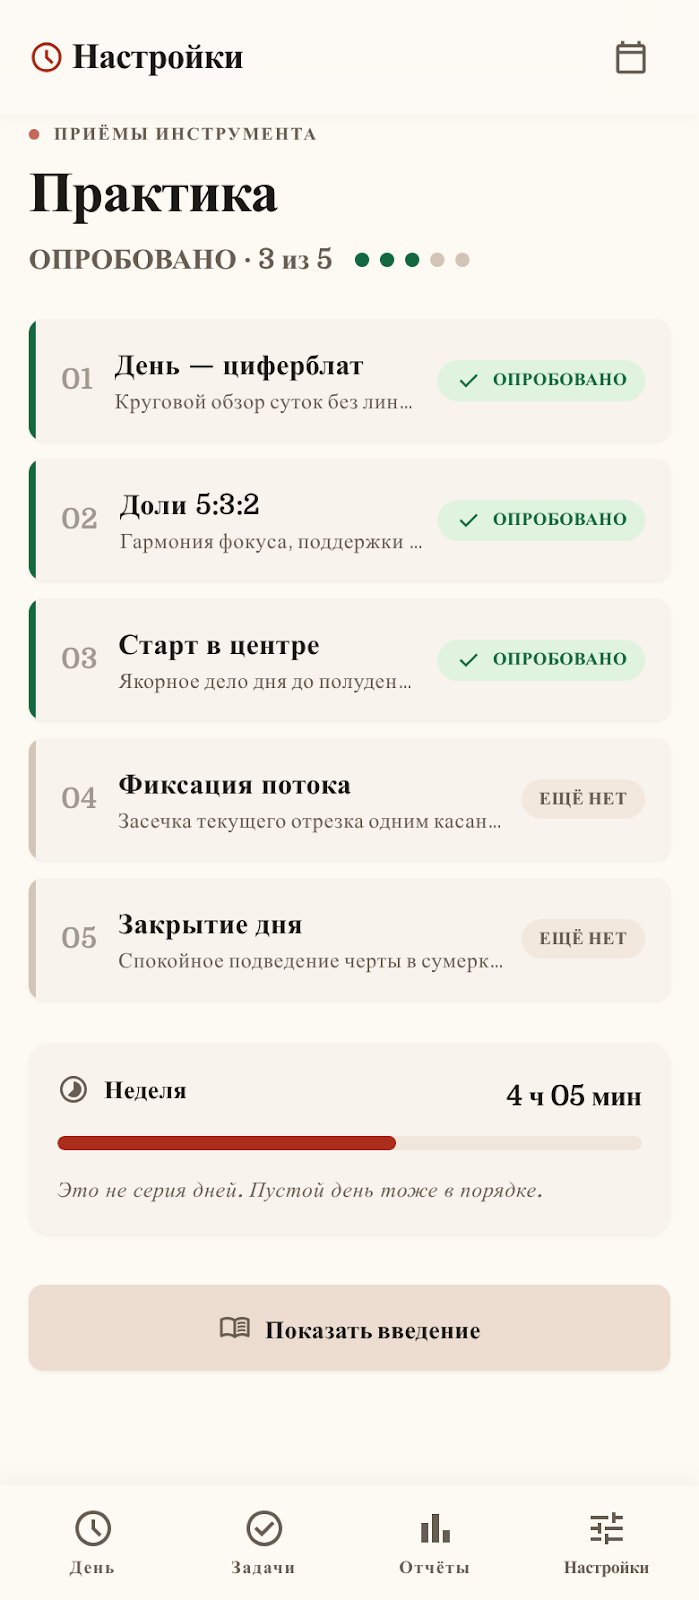 Настройки
ПРИЁМЫ ИНСТРУМЕНТА
Практика
ОПРОБОВАНО · 3 из 5
01
День — циферблат
Круговой обзор суток без лин...
ОПРОБОВАНО
02
Доли 5:3:2
Гармония фокуса, поддержки ...
ОПРОБОВАНО
03
Старт в центре
Якорное дело дня до полуден...
ОПРОБОВАНО
04
Фиксация потока
Засечка текущего отрезка одним касан...
ЕЩЁ НЕТ
05
Закрытие дня
Спокойное подведение черты в сумерк...
ЕЩЁ НЕТ
Неделя
4 ч 05 мин
Это не серия дней. Пустой день тоже в порядке.
Показать введение
День
Задачи
Отчёты
Настройки